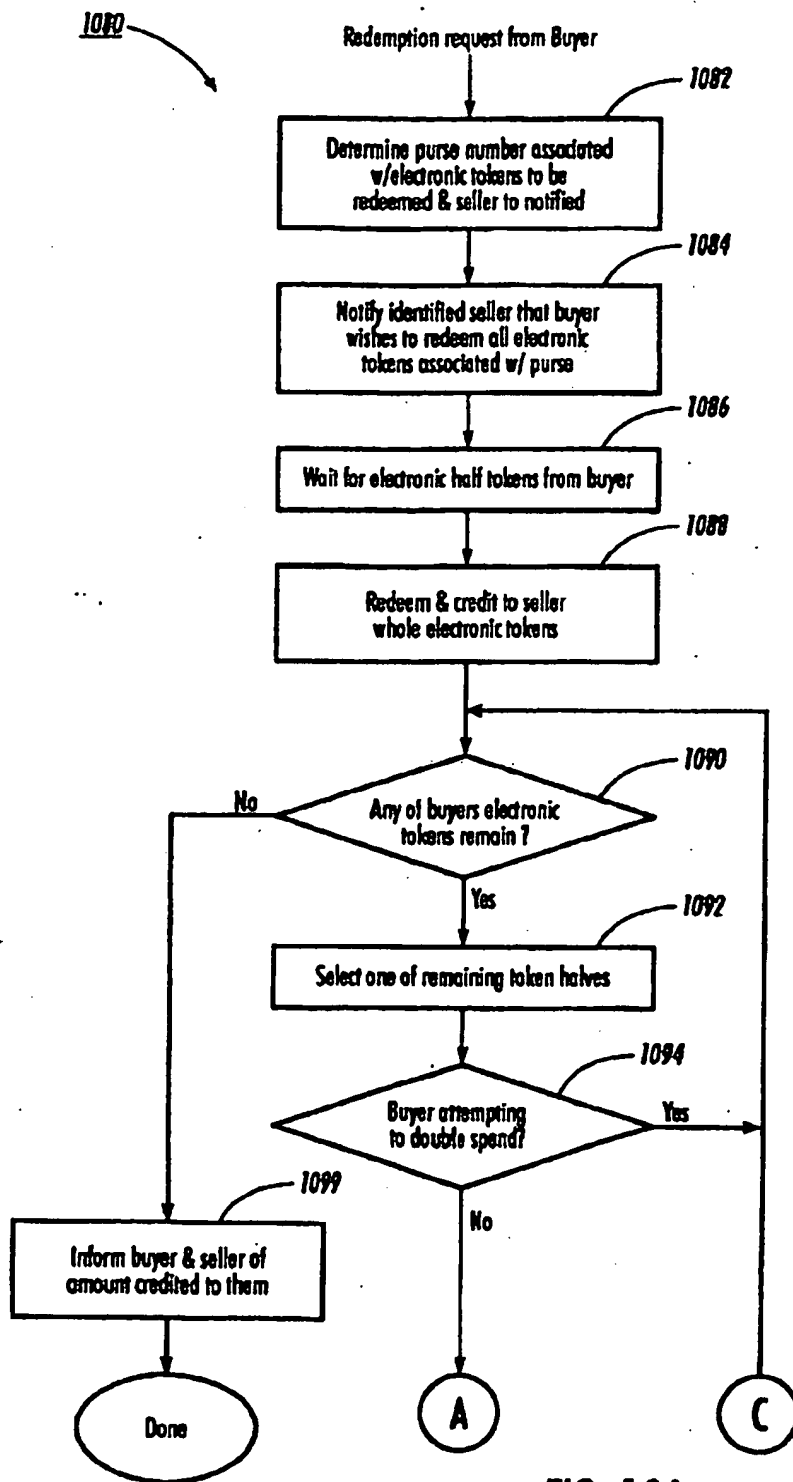 1080
Redemption request from Buyer
1082
Determine purse number associated
w/electronic tokens to be
redeemed & seller to notified
1084
Notify identified seller that buyer
wishes to redeem all electronic
tokens associated w/ purse
1086
Wait for electronic half tokens from buyer
1088
Redeem & credit to seller
whole electronic tokens
1090
No
Any of buyers electronic
tokens remain ?
Yes
1092
Select one of remaining token halves
1094
Buyer attempting
to double spend?
Yes
1099
No
Inform buyer & seller of
amount credited to them
Done
A
C